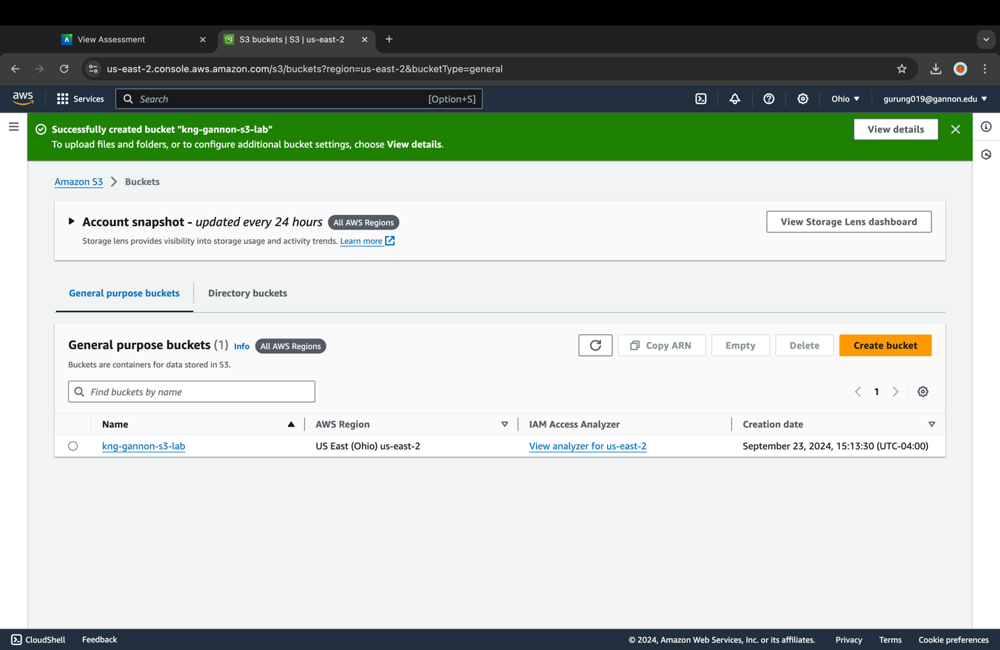 View Assessment
S3 buckets | S3 | us-east-2
us-east-2.console.aws.amazon.com/s3/buckets?region=us-east-2&bucketType=general
aws
Services
Search
[Option+S]
Ohio
gurung019@gannon.edu
Successfully created bucket "kng-gannon-s3-lab"
To upload files and folders, or to configure additional bucket settings, choose View details.
View details
Amazon S3
Buckets
Account snapshot - updated every 24 hours
All AWS Regions
Storage lens provides visibility into storage usage and activity trends. Learn more
View Storage Lens dashboard
General purpose buckets
Directory buckets
General purpose buckets (1) Info
All AWS Regions
Buckets are containers for data stored in S3.
Copy ARN
Empty
Delete
Create bucket
Find buckets by name
1
Name
AWS Region
IAM Access Analyzer
Creation date
kng-gannon-s3-lab
US East (Ohio) us-east-2
View analyzer for us-east-2
September 23, 2024, 15:13:30 (UTC-04:00)
CloudShell
Feedback
© 2024, Amazon Web Services, Inc. or its affiliates.
Privacy
Terms
Cookie preferences